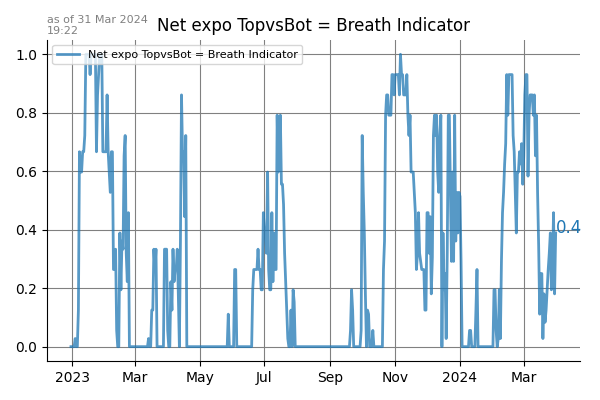 as of 31 Mar 2024
19:22
Net expo TopvsBot = Breath Indicator
Net expo TopvsBot = Breath Indicator
1.0
0.8
0.6
0.4
0.2
0.0
0.4
2023 Mar May Jul Sep Nov 2024 Mar